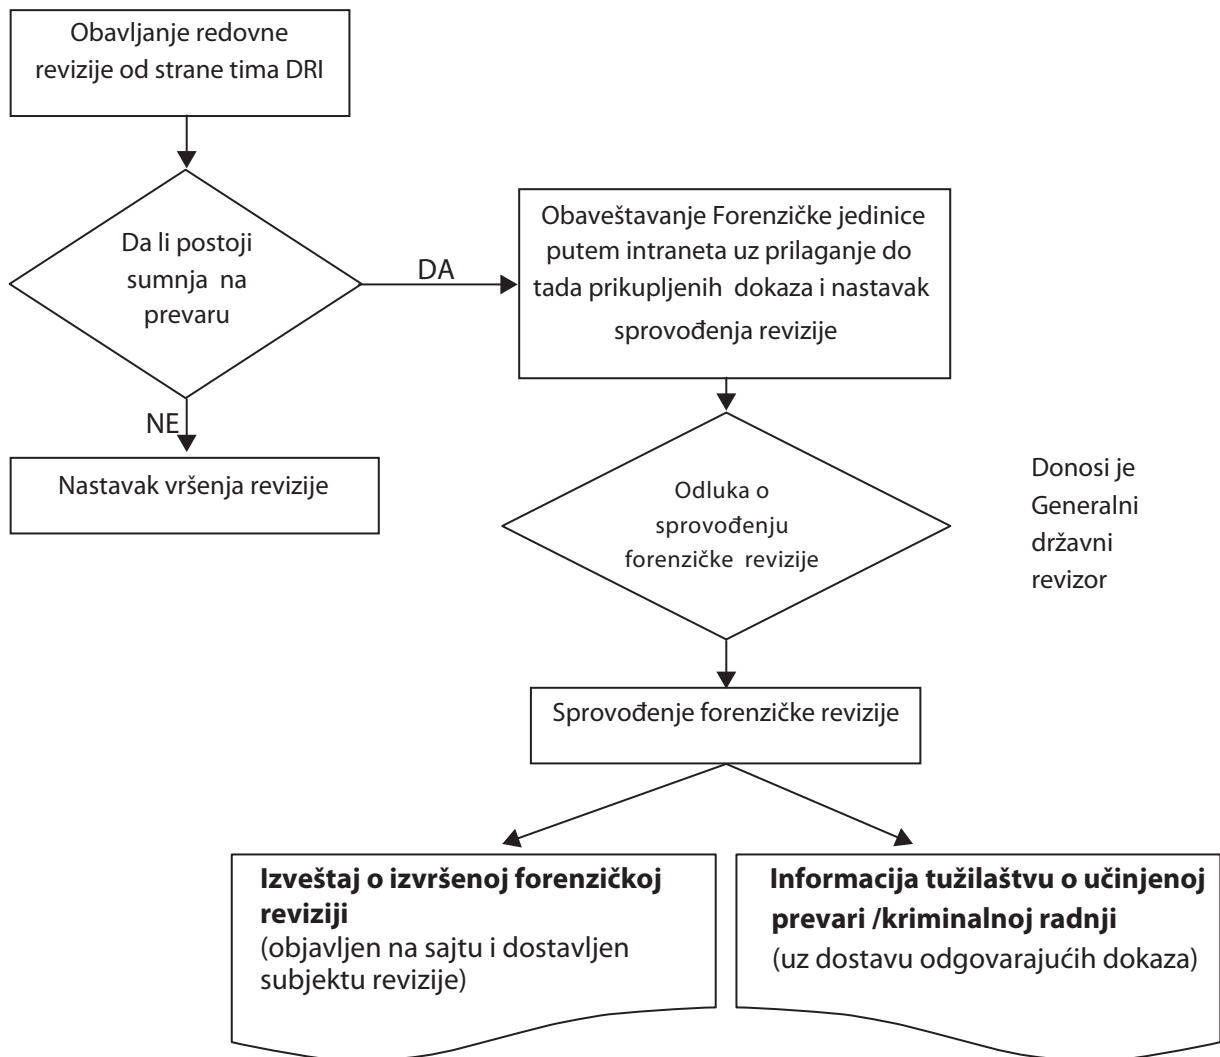 Obavljanje redovne
revizije od strane tima DRI
Da li postoji
sumnja na
prevaru
DA
Obaveštavanje Forenzičke jedinice
putem intraneta uz prilaganje do
tada prikupljenih dokaza i nastavak
sprovođenja revizije
NE
Nastavak vršenja revizije
Odluka o
sprovođenju
forenzičke revizije
Donosi je
Generalni
državni
revizor
Sprovođenje forenzičke revizije
Izveštaj o izvršenoj forenzičkoj
reviziji
(objavljen na sajtu i dostavljen
subjektu revizije)
Informacija tužilaštvu o učinjenoj
prevari /kriminalnoj radnji
(uz dostavu odgovarajućih dokaza)